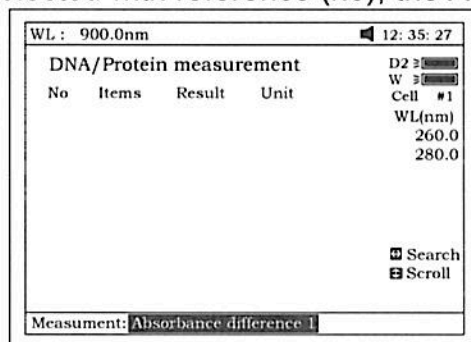 WL: 900.0nm 12: 35: 27
DNA/Protein measurement
D2
W
No Items Result Unit
Cell #1
WL(nm)
260.0
280.0
Search
Scroll
Measument: Absorbance difference 1